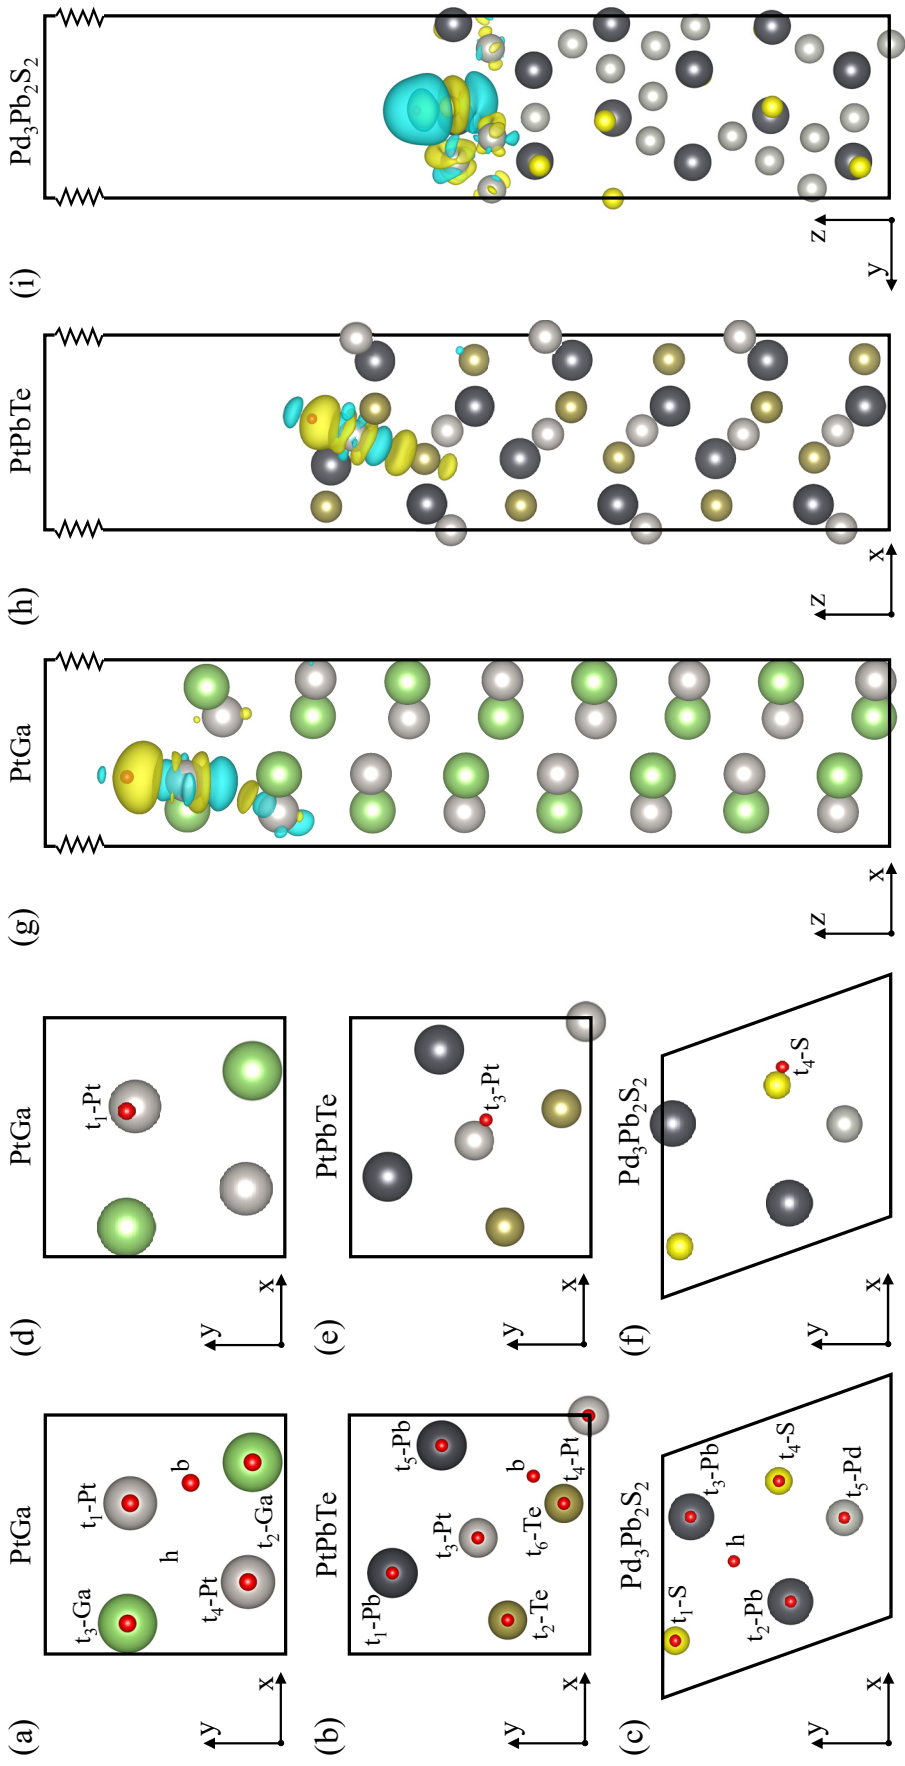 (a)
PtGa
t3-Ga
t1-Pt
h
b
t4-Pt
t2-Ga
y
x
(b)
PtPbTe
t1-Pb
t5-Pb
t3-Pt
b
t2-Te
t6-Te
t4-Pt
y
x
(c)
Pd3Pb2S2
t1-S
t3-Pb
h
t4-S
t2-Pb
t5-Pd
y
x
(d)
PtGa
t1-Pt
y
x
(e)
PtPbTe
t3-Pt
y
x
(f)
Pd3Pb2S2
t4-S
y
x
(g)
PtGa
z
x
(h)
PtPbTe
z
x
(i)
Pd3Pb2S2
z
y